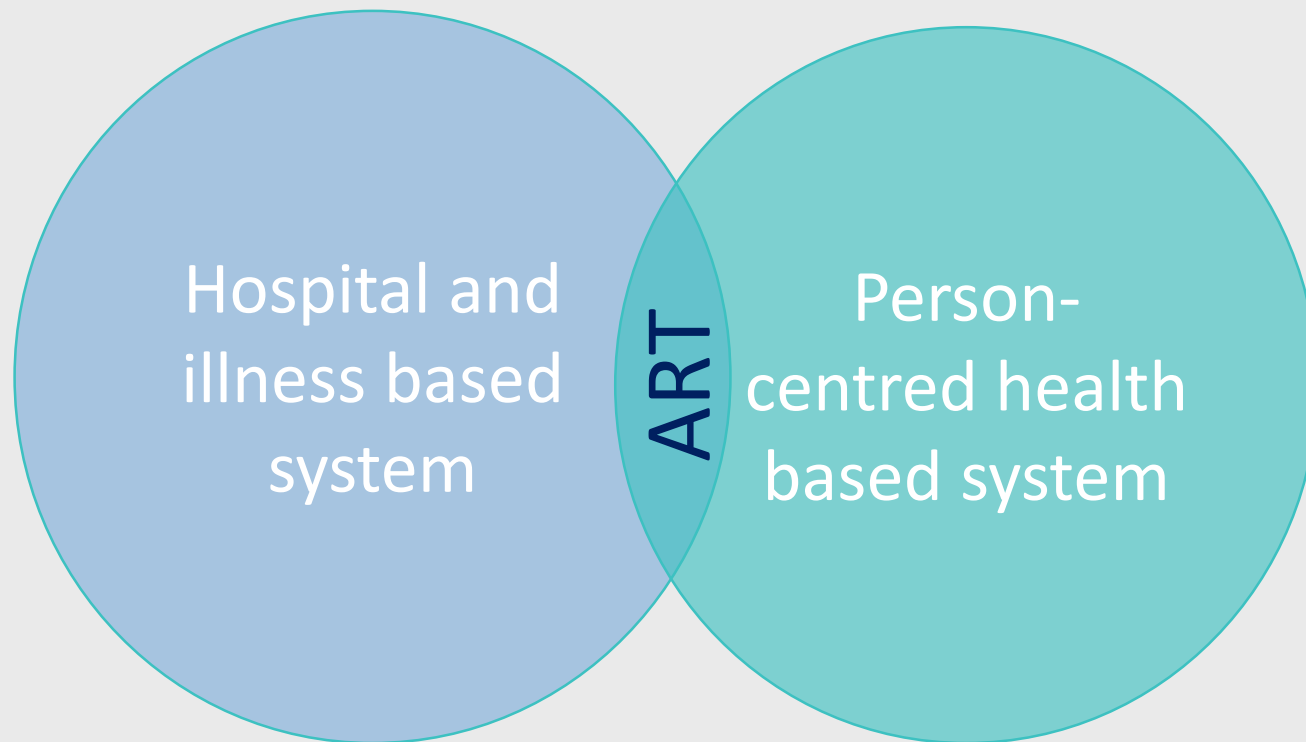 Hospital and
illness based
system
ART
Person-
centred health
based system